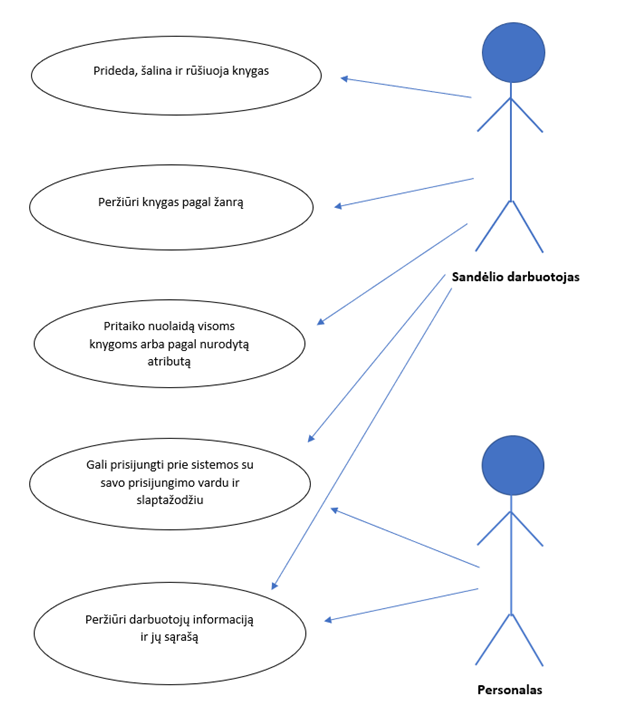 Prideda, šalina ir rūšiuoja knygas
Peržiūri knygas pagal žanrą
Sandėlio darbuotojas
Pritaiko nuolaidą visoms
knygoms arba pagal nurodytą
atributą
Gali prisijungti prie sistemos su
savo prisijungimo vardu ir
slaptažodžiu
Peržiūri darbuotojų informaciją
ir jų sąrašą
Personalas